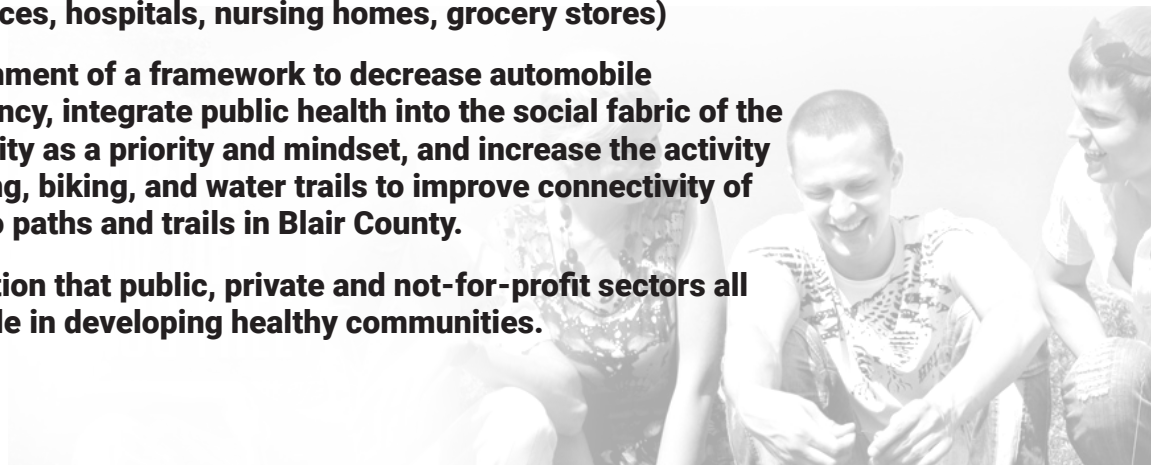 ces, hospitals, nursing homes, grocery stores)
nment of a framework to decrease automobile
ncy, integrate public health into the social fabric of the
ity as a priority and mindset, and increase the activity
ng, biking, and water trails to improve connectivity of
o paths and trails in Blair County.
tion that public, private and not-for-profit sectors all
le in developing healthy communities.